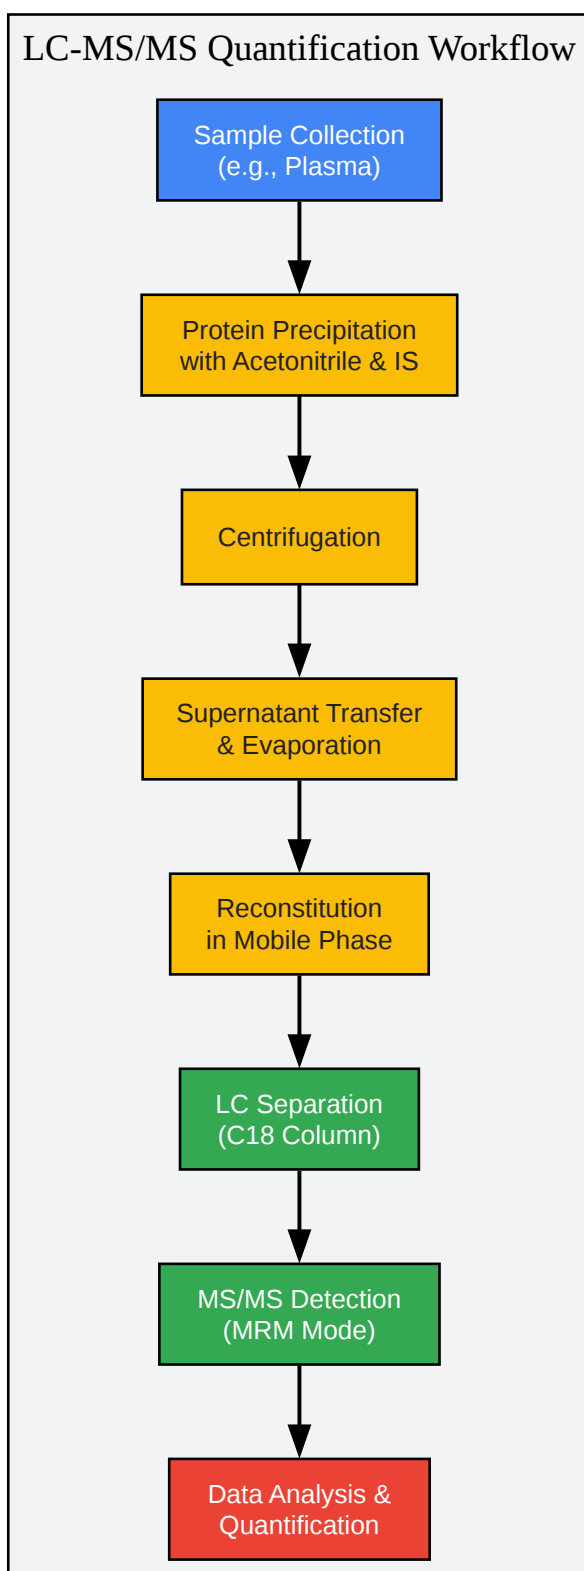 LC-MS/MS Quantification Workflow
Sample Collection
(e.g., Plasma)
Protein Precipitation
with Acetonitrile & IS
Centrifugation
Supernatant Transfer
& Evaporation
Reconstitution
in Mobile Phase
LC Separation
(C18 Column)
MS/MS Detection
(MRM Mode)
Data Analysis &
Quantification